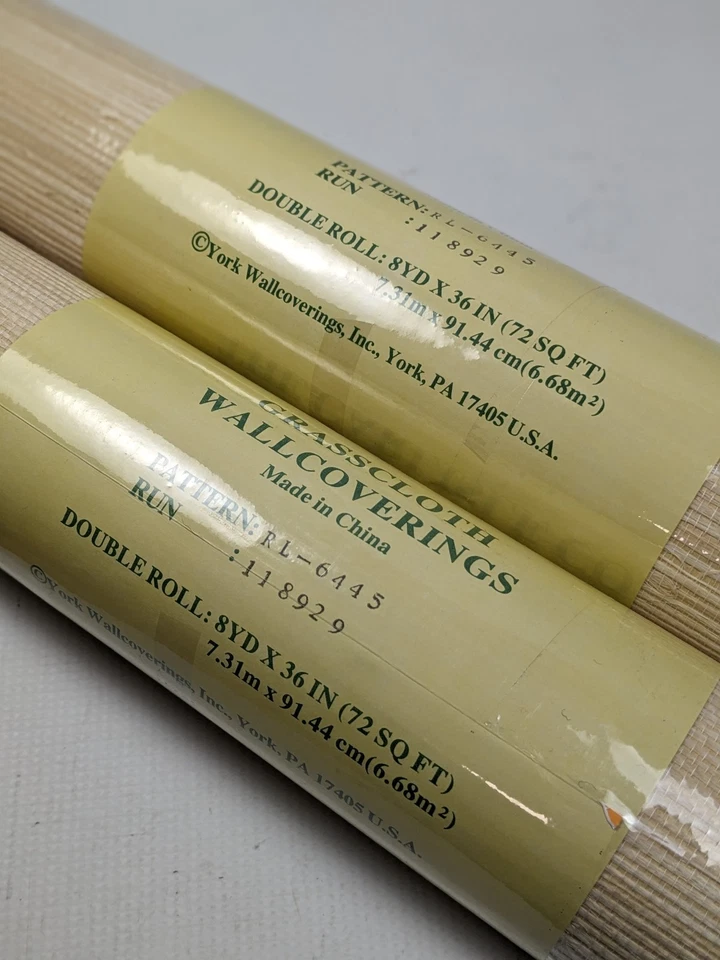 PATTERN: RL-6445
RUN :118929
DOUBLE ROLL: 8YD X 36 IN (72 SQ FT)
7.31m x 91.44 cm(6.68m²)
©York Wallcoverings, Inc., York, PA 17405 U.S.A.
GRASSCLOTH
WALLCOVERINGS
Made in China
PATTERN: RL-6445
RUN :118929
DOUBLE ROLL: 8YD X 36 IN (72 SQ FT)
7.31m x 91.44 cm(6.68m²)
©York Wallcoverings, Inc., York, PA 17405 U.S.A.